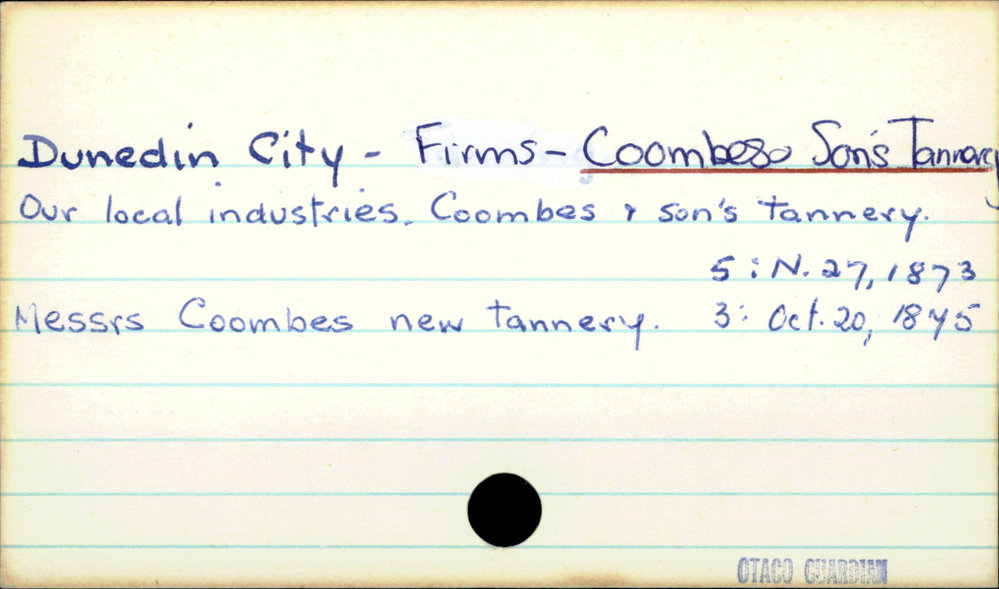 Dunedin City - Firms - Coombes & Son's Tannery
Our local industries. Coombes & son's tannery.
5 : N. 27, 1873
Messrs Coombes new tannery. 3: Oct. 20, 1875
OTAGO GUARDIAN